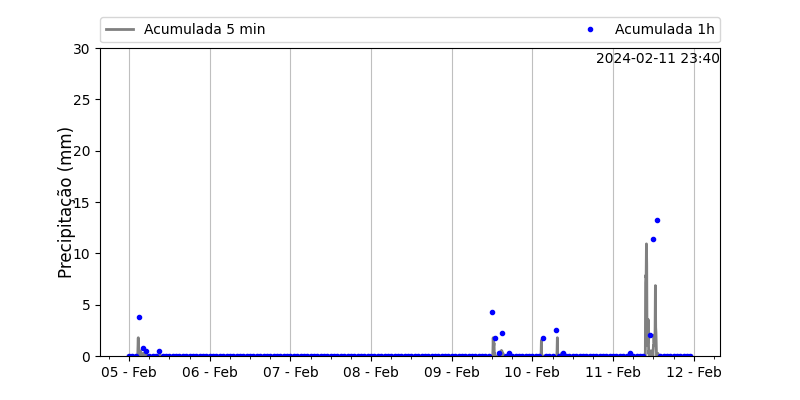 Acumulada 5 min
Acumulada 1h
2024-02-11 23:40
Precipitação (mm)
30
25
20
15
10
5
0
05 - Feb
06 - Feb
07 - Feb
08 - Feb
09 - Feb
10 - Feb
11 - Feb
12 - Feb